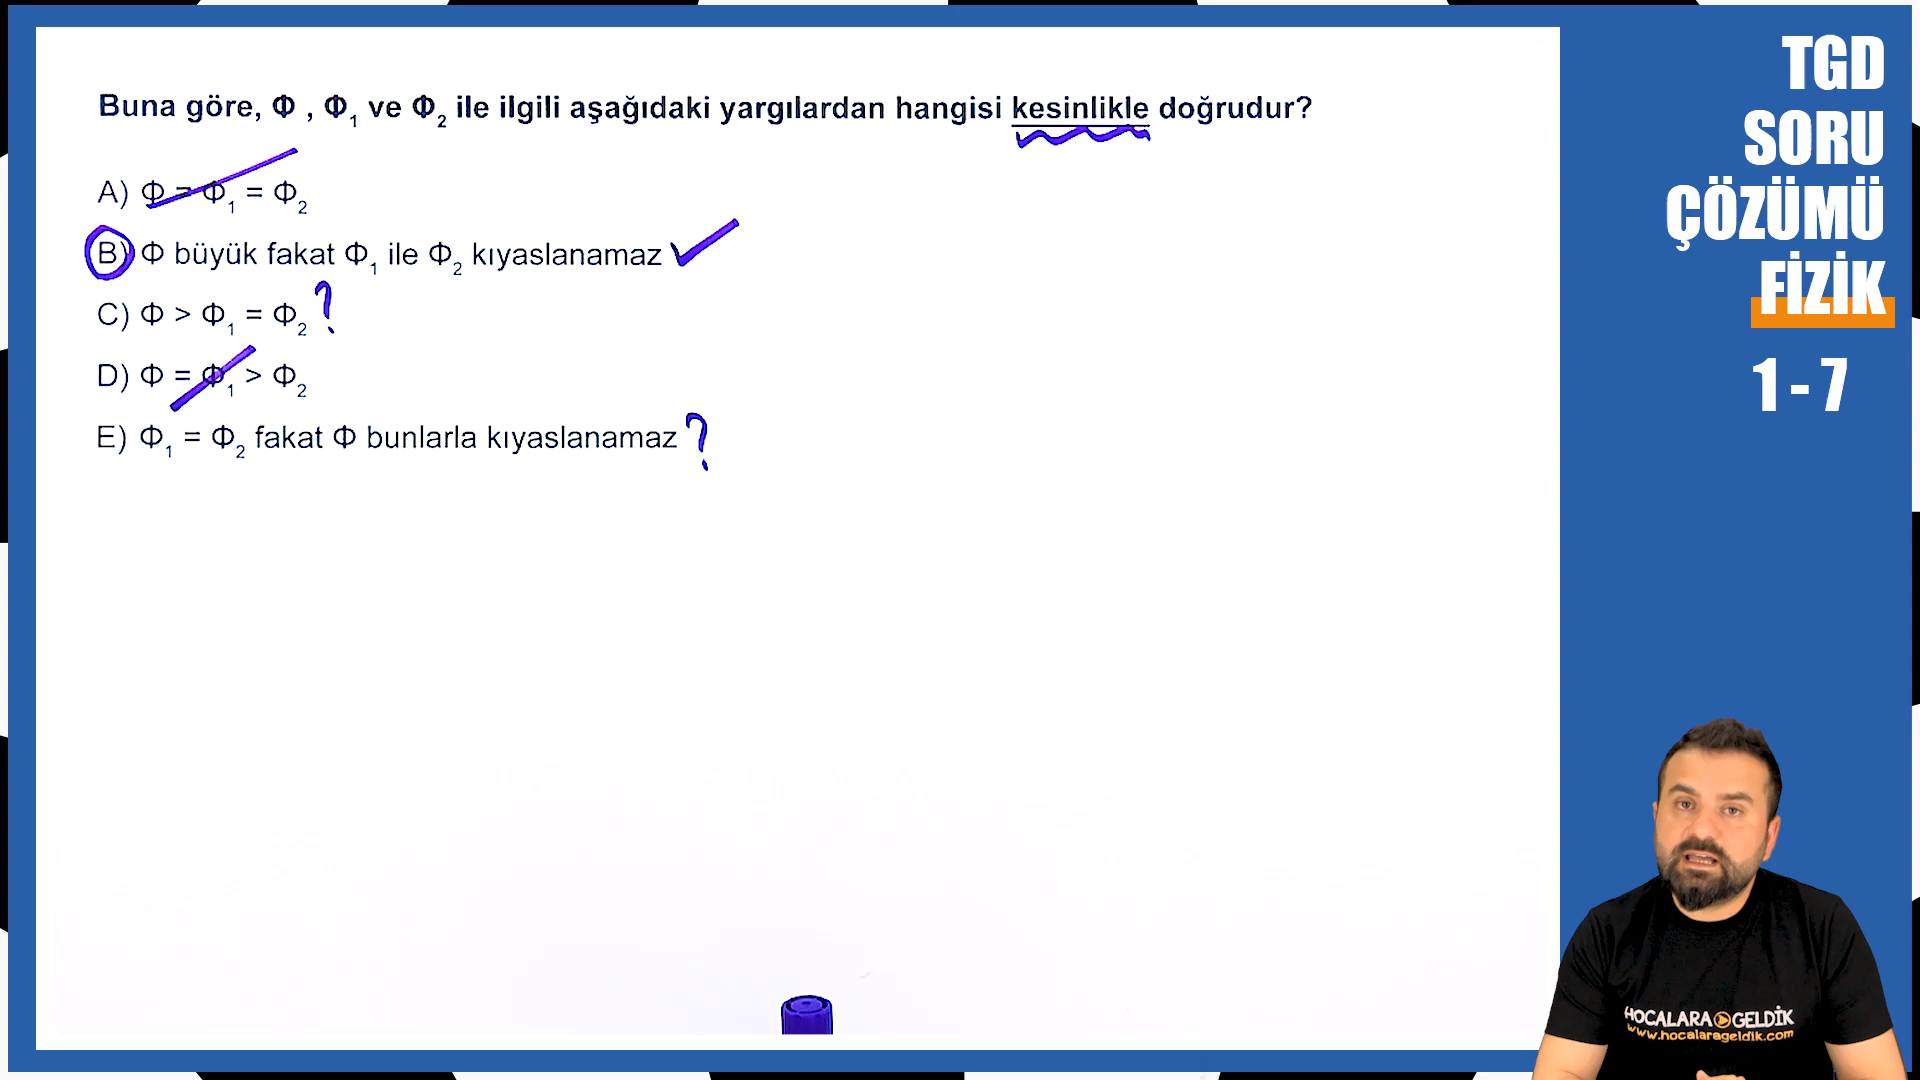 Buna göre, Φ , Φ₁ ve Φ₂ ile ilgili aşağıdaki yargılardan hangisi kesinlikle doğrudur?
A) Φ = Φ₁ = Φ₂
B) Φ büyük fakat Φ₁ ile Φ₂ kıyaslanamaz
C) Φ > Φ₁ = Φ₂ ?
D) Φ = Φ₁ > Φ₂
E) Φ₁ = Φ₂ fakat Φ bunlarla kıyaslanamaz ?
TGD
SORU
ÇÖZÜMÜ
FİZİK
1 - 7
HOCALARA GELDİK
www.hocalarageldik.com